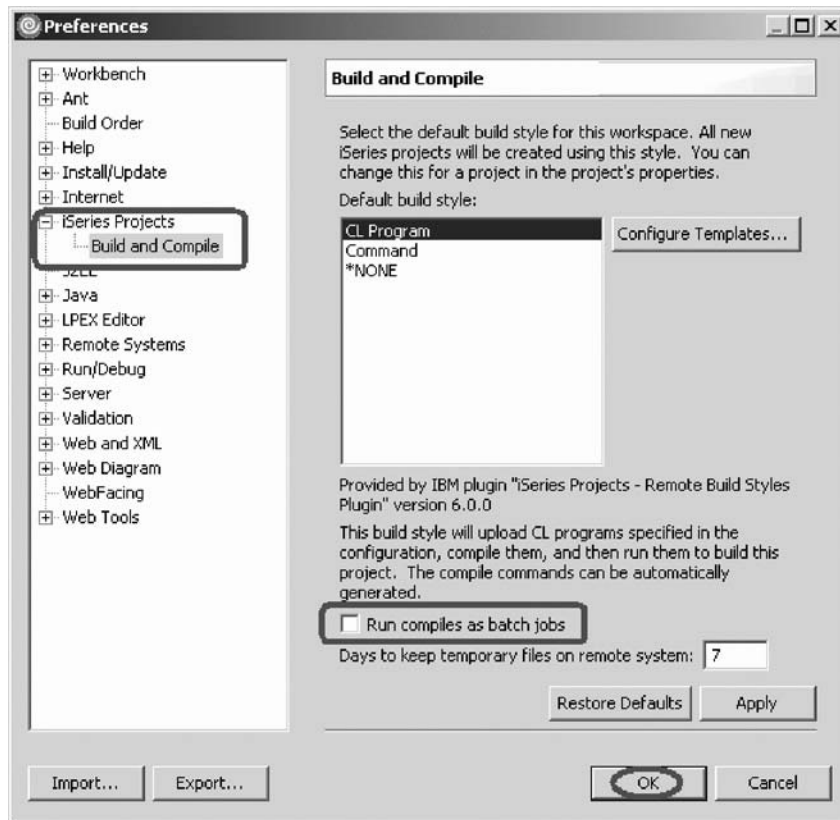 Preferences
Workbench
Ant
Build Order
Help
Install/Update
Internet
iSeries Projects
Build and Compile
J2EE
Java
LPEX Editor
Remote Systems
Run/Debug
Server
Validation
Web and XML
Web Diagram
WebFacing
Web Tools
Build and Compile
Select the default build style for this workspace. All new
iSeries projects will be created using this style. You can
change this for a project in the project's properties.
Default build style:
CL Program
Command
*NONE
Configure Templates...
Provided by IBM plugin "iSeries Projects - Remote Build Styles
Plugin" version 6.0.0
This build style will upload CL programs specified in the
configuration, compile them, and then run them to build this
project. The compile commands can be automatically
generated.
Run compiles as batch jobs
Days to keep temporary files on remote system: 7
Restore Defaults Apply
Import... Export... OK Cancel